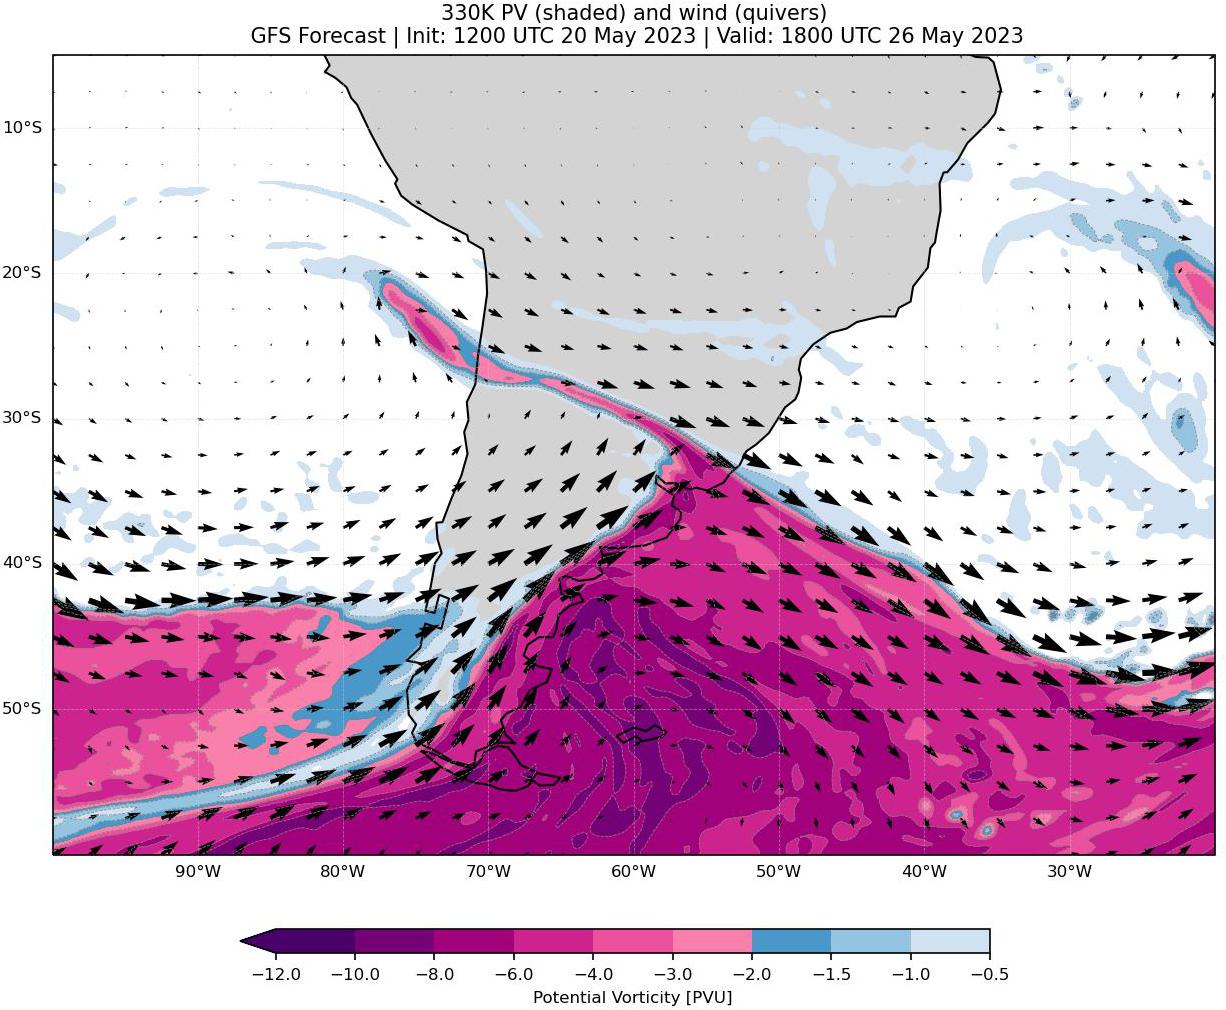 330K PV (shaded) and wind (quivers)
GFS Forecast | Init: 1200 UTC 20 May 2023 | Valid: 1800 UTC 26 May 2023
10°S
20°S
30°S
40°S
50°S
90°W 80°W 70°W 60°W 50°W 40°W 30°W
−12.0 −10.0 −8.0 −6.0 −4.0 −3.0 −2.0 −1.5 −1.0 −0.5
Potential Vorticity [PVU]